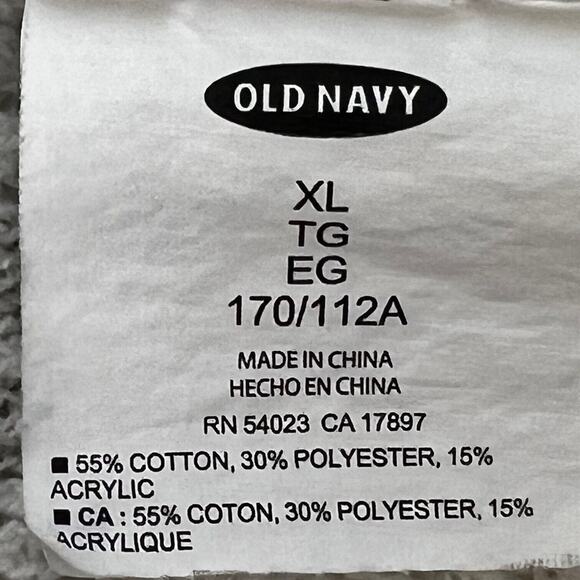 OLD NAVY
XL
TG
EG
170/112A
MADE IN CHINA
HECHO EN CHINA
RN 54023 CA 17897
■ 55% COTTON, 30% POLYESTER, 15%
ACRYLIC
■ CA : 55% COTON, 30% POLYESTER, 15%
ACRYLIQUE